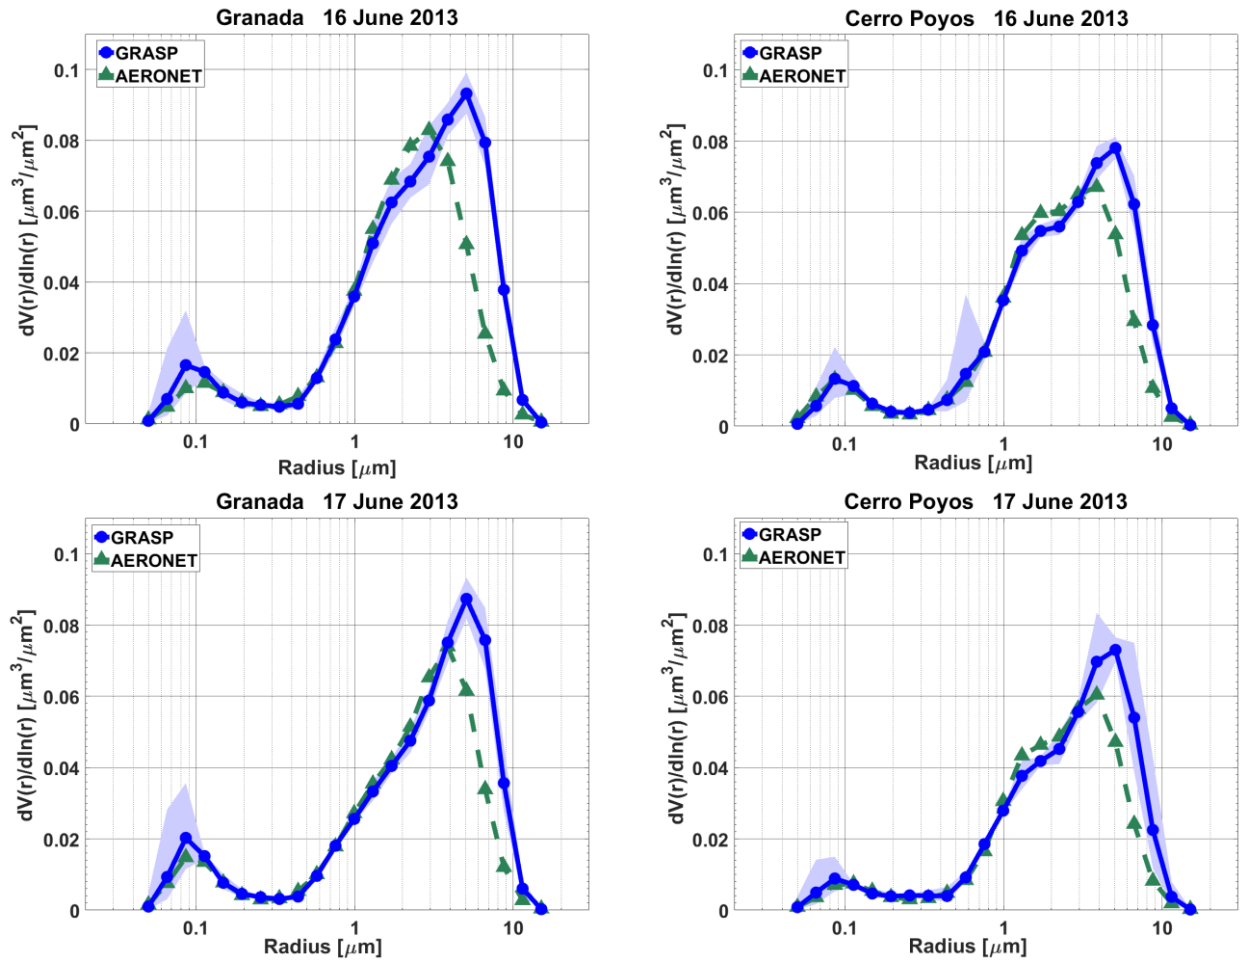 Granada 16 June 2013
GRASP
AERONET
dV(r)/dln(r) [μm³/μm²]
0.1
0.08
0.06
0.04
0.02
0
0.1 1 10
Radius [μm]
Cerro Poyos 16 June 2013
GRASP
AERONET
dV(r)/dln(r) [μm³/μm²]
0.1
0.08
0.06
0.04
0.02
0
0.1 1 10
Radius [μm]
Granada 17 June 2013
GRASP
AERONET
dV(r)/dln(r) [μm³/μm²]
0.1
0.08
0.06
0.04
0.02
0
0.1 1 10
Radius [μm]
Cerro Poyos 17 June 2013
GRASP
AERONET
dV(r)/dln(r) [μm³/μm²]
0.1
0.08
0.06
0.04
0.02
0
0.1 1 10
Radius [μm]